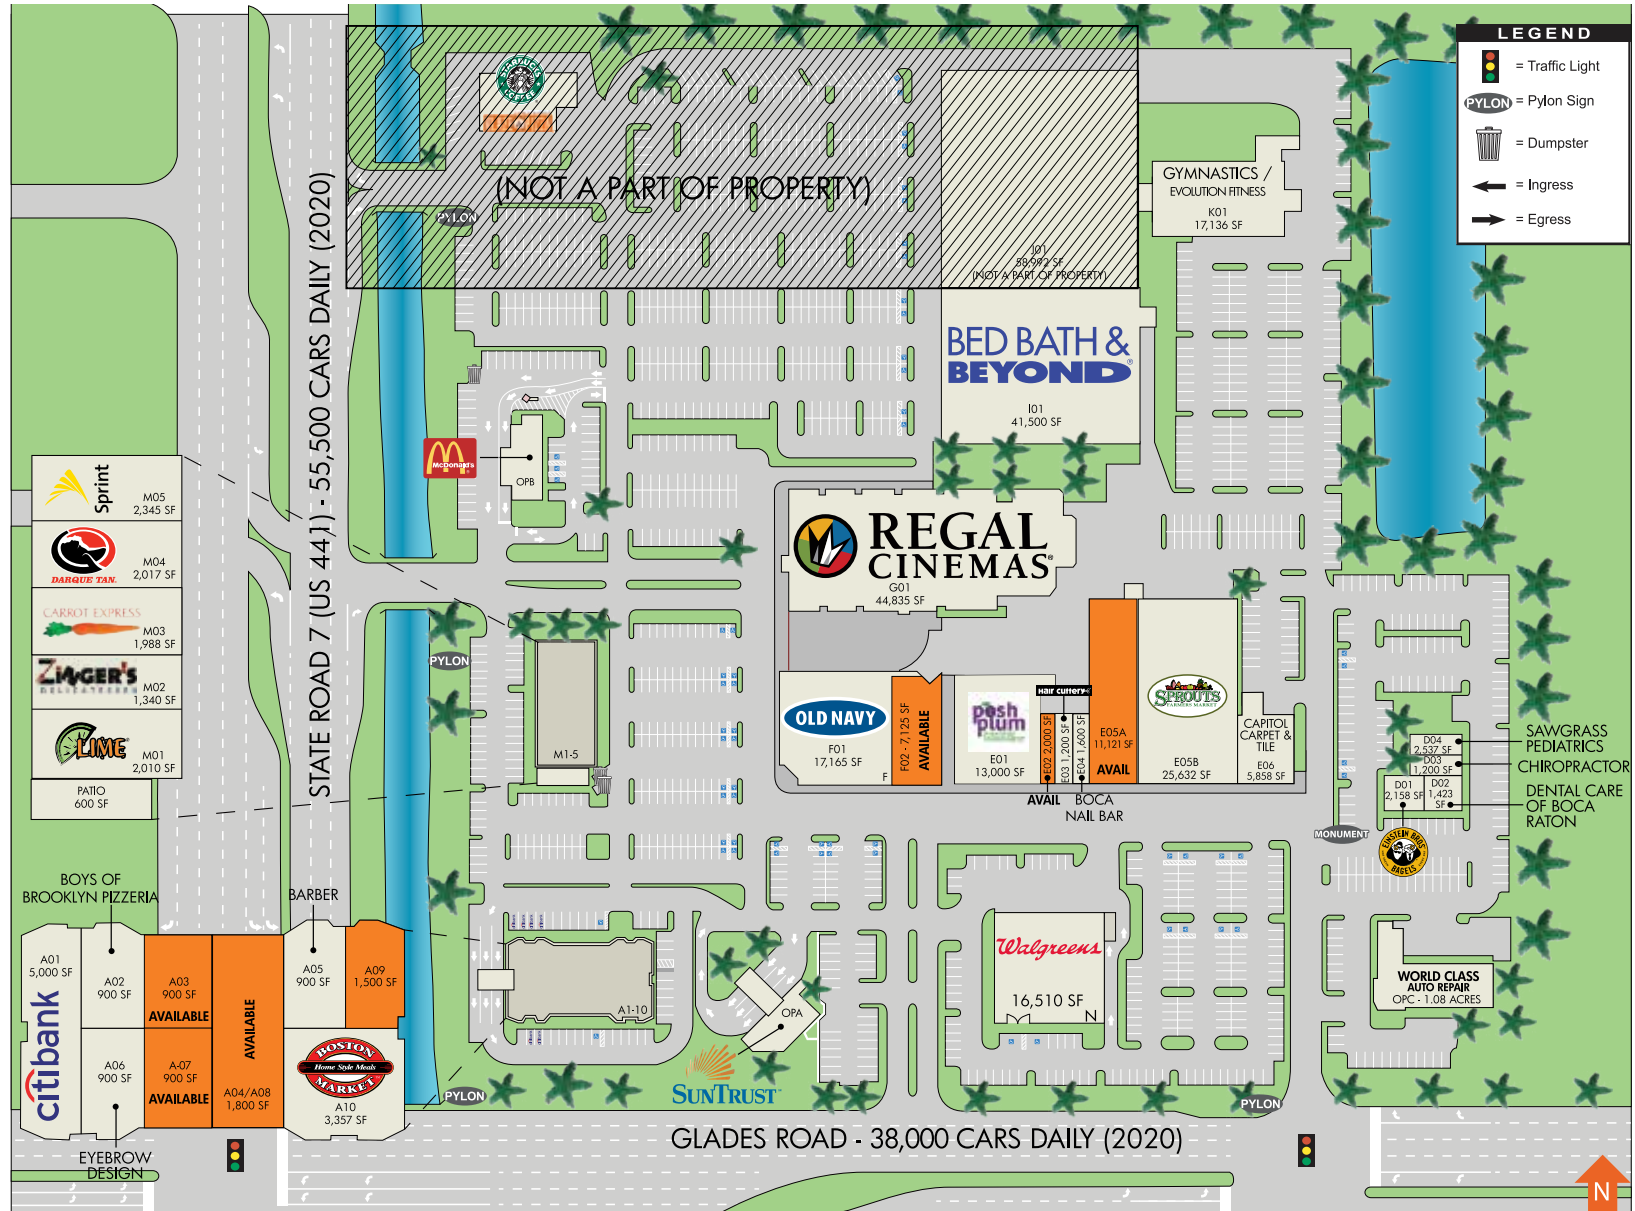 LEGEND
= Traffic Light
PYLON = Pylon Sign
= Dumpster
= Ingress
= Egress
STARBUCKS
COFFEE
(NOT A PART OF PROPERTY)
PYLON
J01
58,992 SF
(NOT A PART OF PROPERTY)
GYMNASTICS /
EVOLUTION FITNESS
K01
17,136 SF
STATE ROAD 7 (US 441) - 55,500 CARS DAILY (2020)
BED BATH &
BEYOND
I01
41,500 SF
McDonald's
OPB
REGAL
CINEMAS
G01
44,835 SF
Sprint
M05
2,345 SF
DARQUE TAN.
M04
2,017 SF
CARROT EXPRESS
M03
1,988 SF
ZINGER'S
DELICATESSEN
M02
1,340 SF
LIME
M01
2,010 SF
PATIO
600 SF
PYLON
M1-5
OLD NAVY
F01
17,165 SF
F
F02 - 7,125 SF
AVAILABLE
posh
plum
E01
13,000 SF
Hair Cuttery
E02 2,000 SF
E03 1,200 SF
E04 1,600 SF
AVAIL
BOCA
NAIL BAR
E05A
11,121 SF
AVAIL
SPROUTS
FARMERS MARKET
E05B
25,632 SF
CAPITOL
CARPET &
TILE
E06
5,858 SF
D04
2,537 SF
D03
1,200 SF
D01
2,158 SF
D02
1,423
SF
SAWGRASS
PEDIATRICS
CHIROPRACTOR
DENTAL CARE
OF BOCA
RATON
MONUMENT
EINSTEIN BROS
BAGELS
BOYS OF
BROOKLYN PIZZERIA
BARBER
A01
5,000 SF
citibank
A02
900 SF
A03
900 SF
AVAILABLE
AVAILABLE
A04/A08
1,800 SF
A05
900 SF
A09
1,500 SF
A06
900 SF
A-07
900 SF
AVAILABLE
BOSTON
Home Style Meals
MARKET
A10
3,357 SF
EYEBROW
DESIGN
A1-10
OPA
SUNTRUST
PYLON
Walgreens
16,510 SF
N
PYLON
WORLD CLASS
AUTO REPAIR
OPC - 1.08 ACRES
GLADES ROAD - 38,000 CARS DAILY (2020)
N